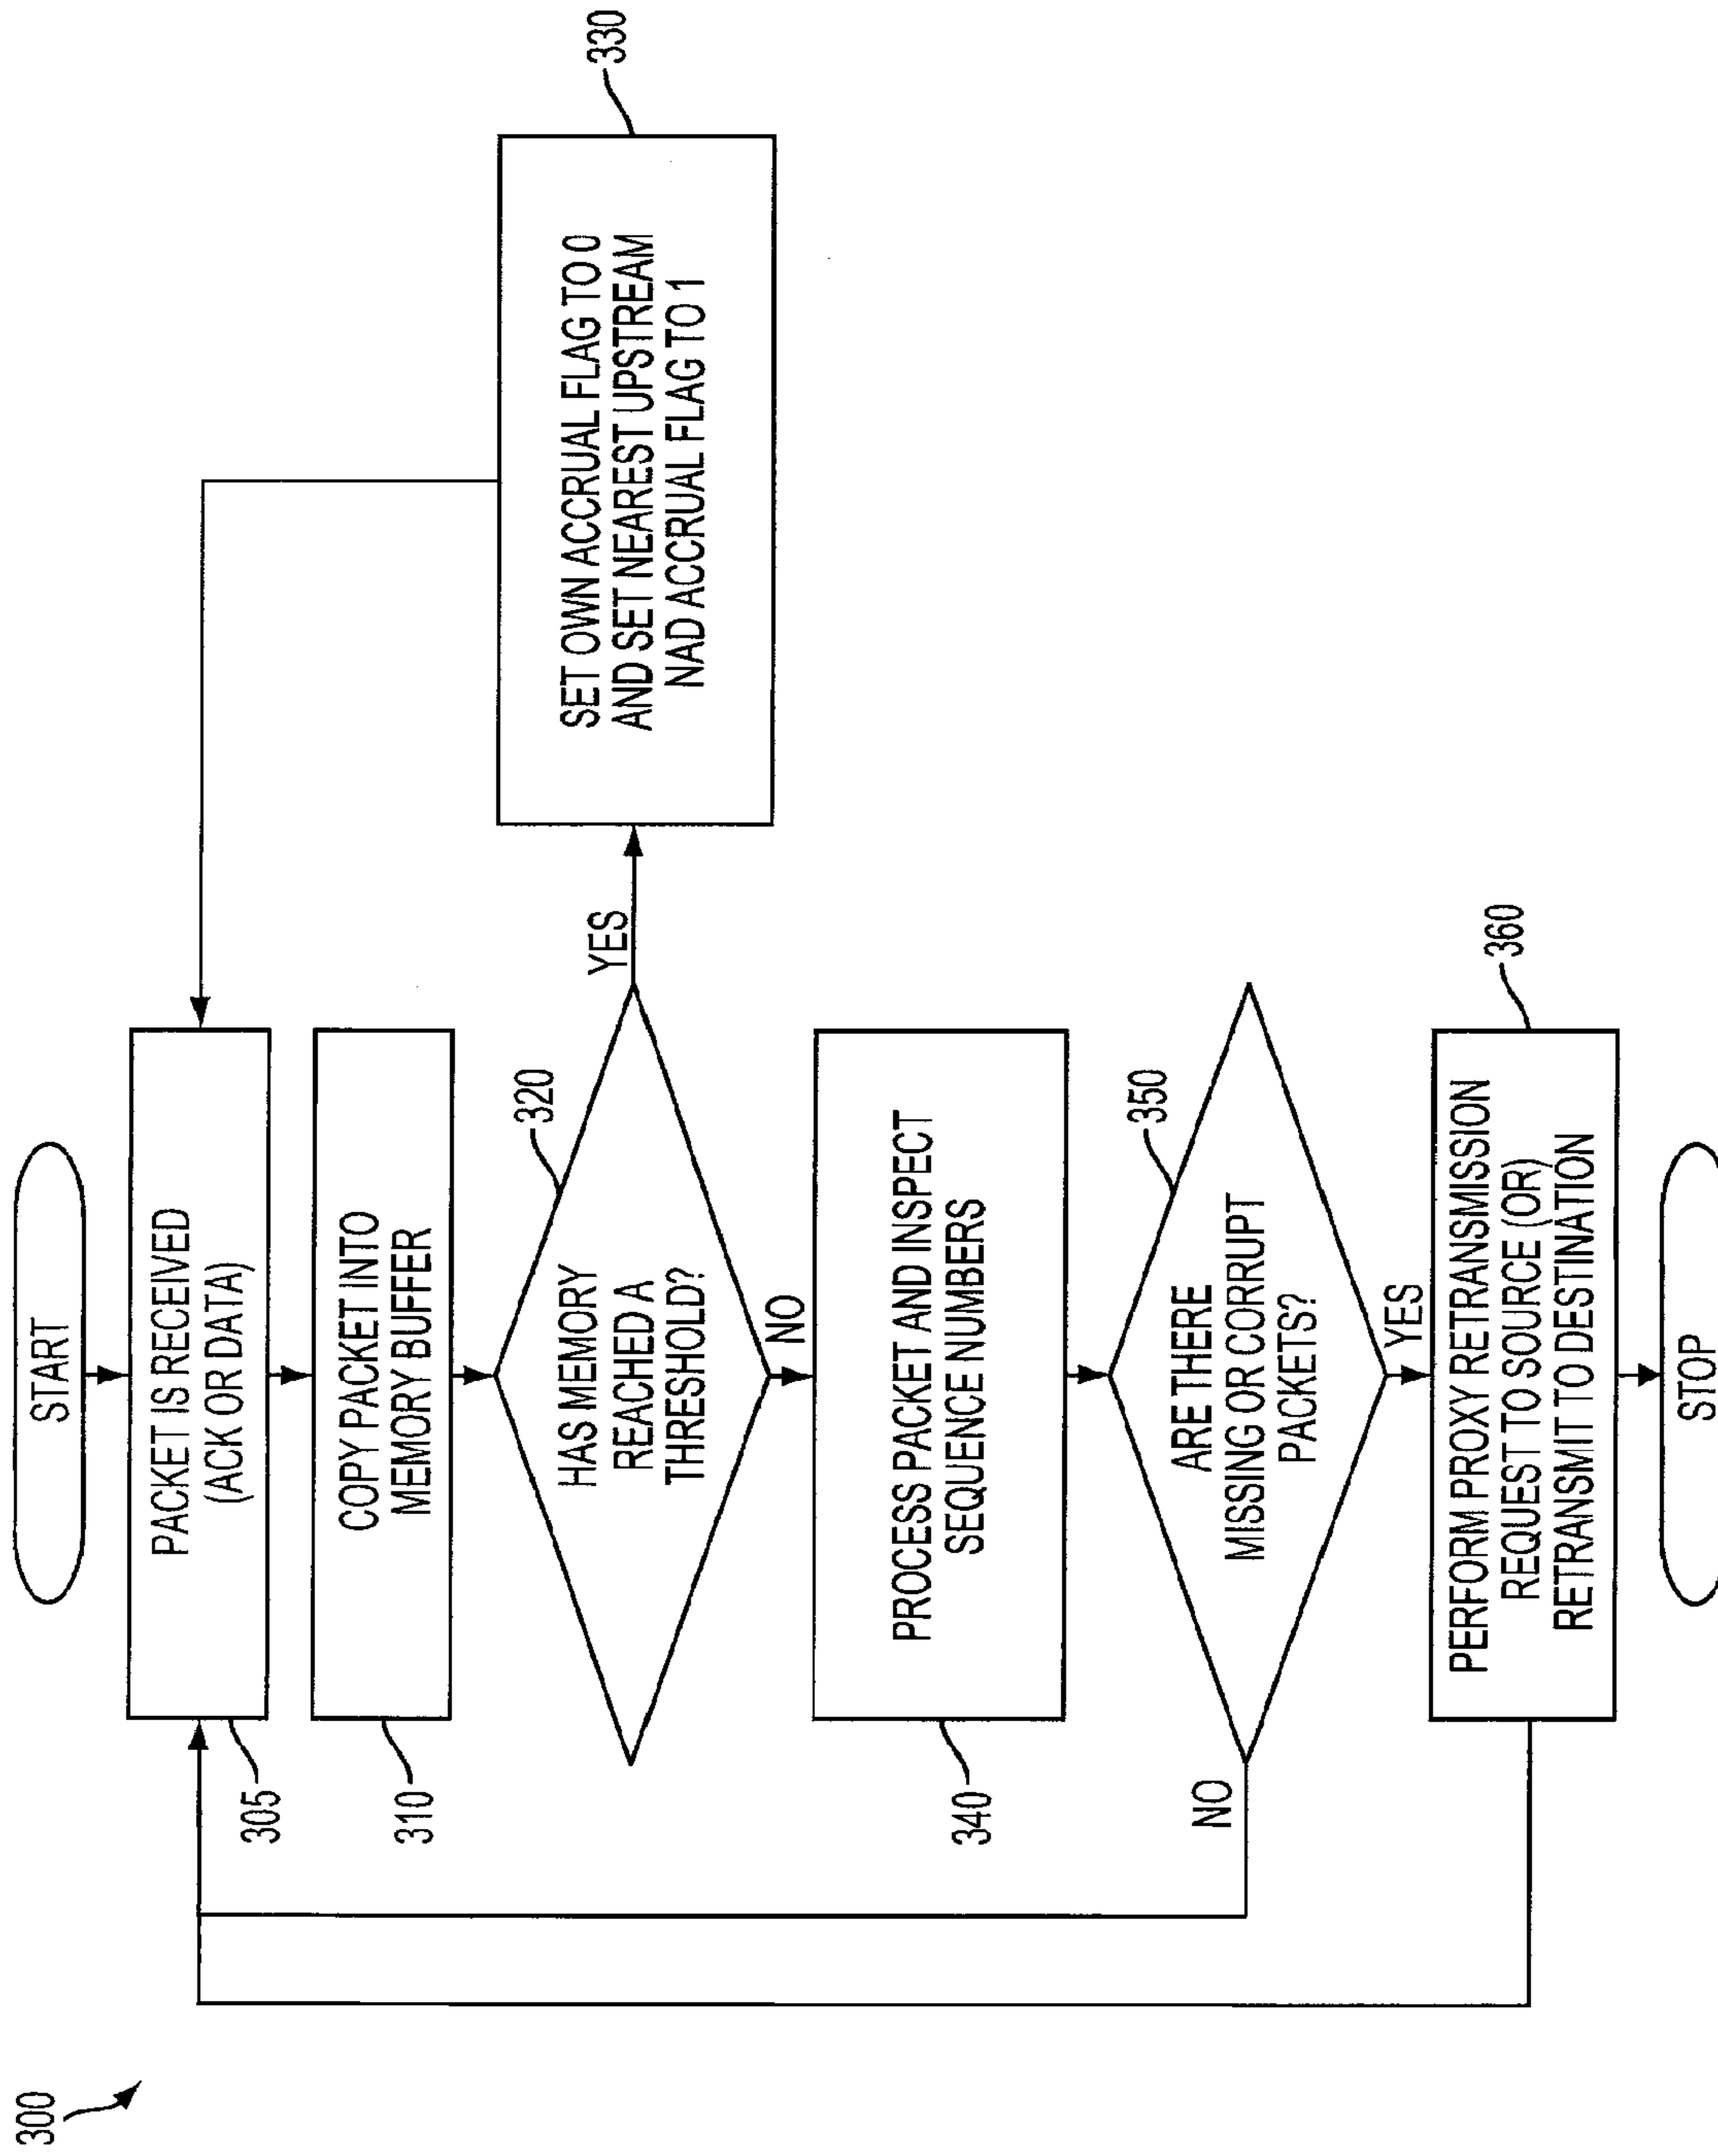 300
START
PACKET IS RECEIVED
(ACK OR DATA)
305
COPY PACKET INTO
MEMORY BUFFER
310
HAS MEMORY
REACHED A
THRESHOLD?
320
YES
SET OWN ACCRUAL FLAG TO 0
AND SET NEAREST UPSTREAM
NAD ACCRUAL FLAG TO 1
330
NO
PROCESS PACKET AND INSPECT
SEQUENCE NUMBERS
340
ARE THERE
MISSING OR CORRUPT
PACKETS?
350
NO
YES
PERFORM PROXY RETRANSMISSION
REQUEST TO SOURCE (OR)
RETRANSMIT TO DESTINATION
360
STOP